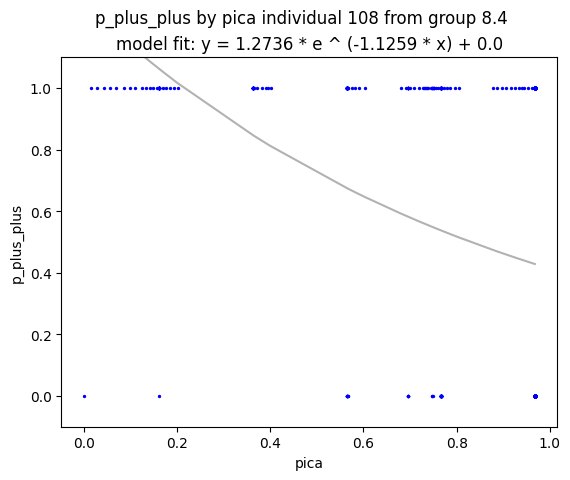 p_plus_plus by pica individual 108 from group 8.4
model fit: y = 1.2736 * e ^ (-1.1259 * x) + 0.0
1.0
0.8
0.6
0.4
0.2
0.0
p_plus_plus
0.0 0.2 0.4 0.6 0.8 1.0
pica